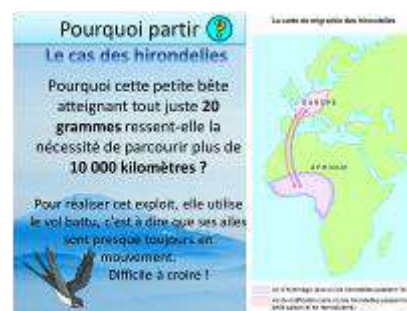 Pourquoi partir ?
Le cas des hirondelles
Pourquoi cette petite bête
atteignant tout juste 20
grammes ressent-elle la
nécessité de parcourir plus de
10 000 kilomètres ?
Pour réaliser cet exploit, elle utilise
le vol battu, c'est à dire que ses ailes
sont presque toujours en
mouvement.
Difficile à croire !
La carte de migration des hirondelles
EUROPE
AFRIQUE